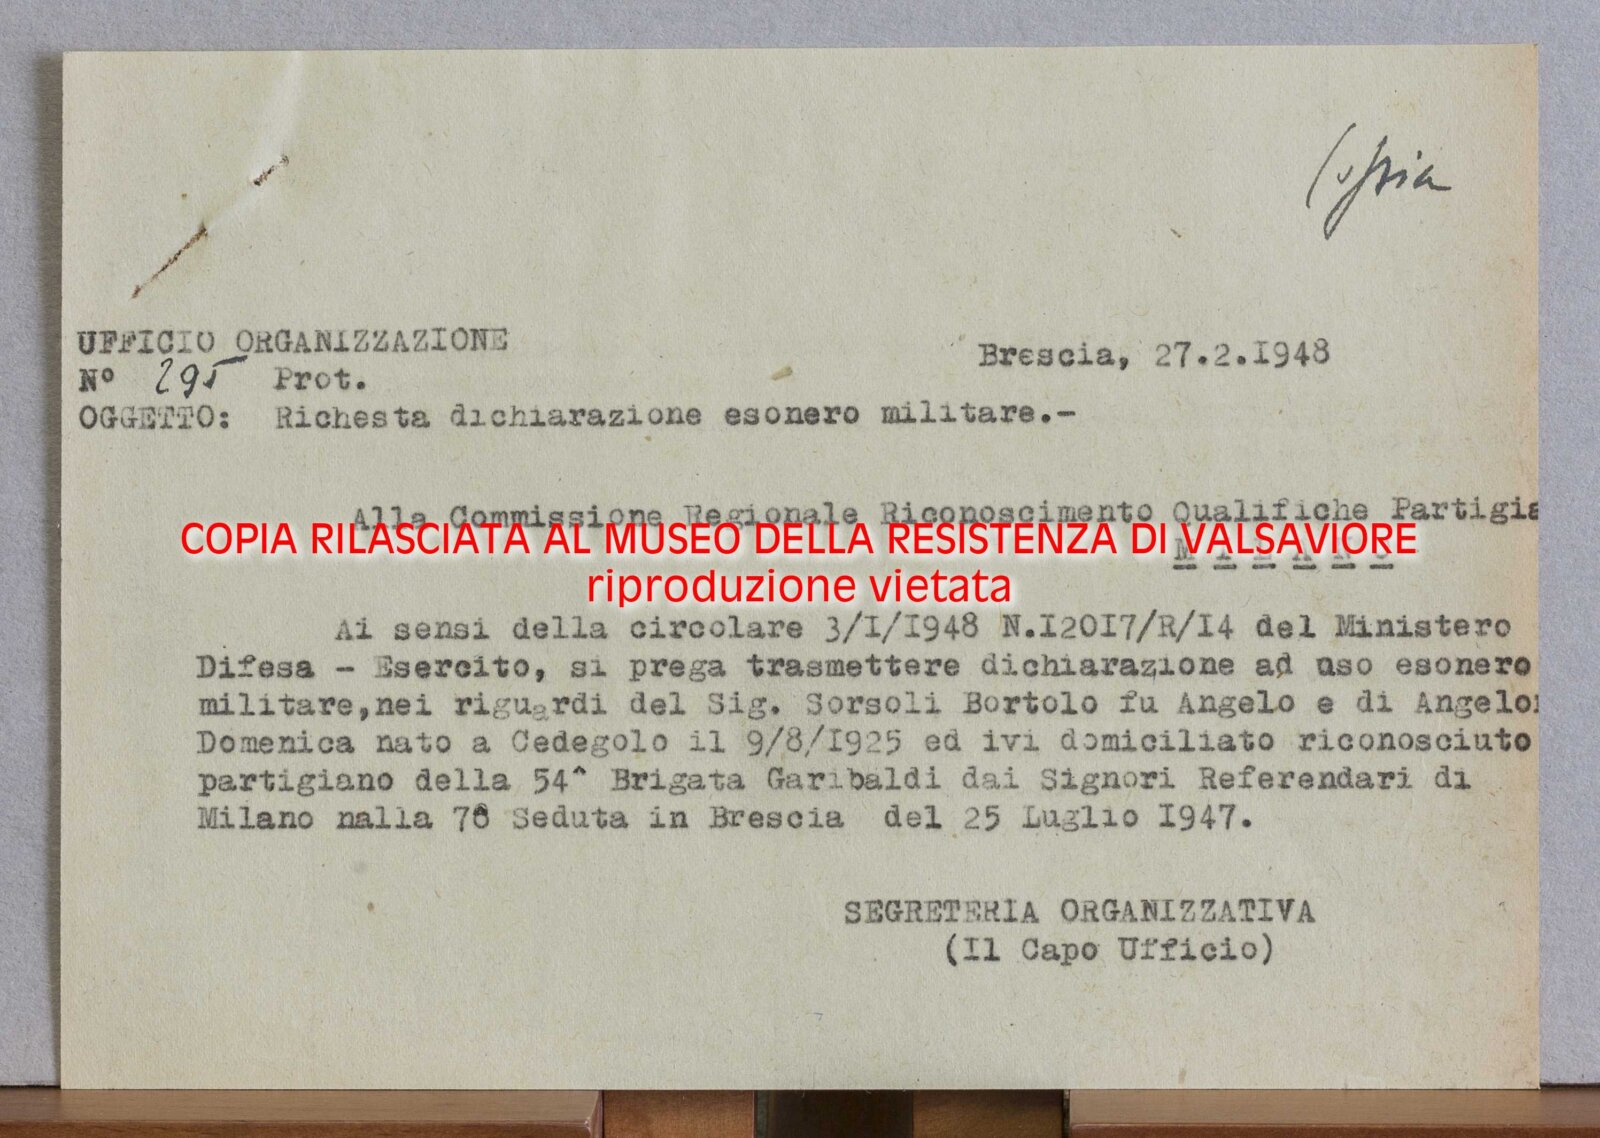 Copia
UFFICIO ORGANIZZAZIONE
Brescia, 27.2.I948
N° 295 Prot.
OGGETTO: Richesta dichiarazione esonero militare.-
Alla Commissione Regionale Riconoscimento Qualifiche Partigia
COPIA RILASCIATA AL MUSEO DELLA RESISTENZA DI VALSAVIORE
M I L A N O
riproduzione vietata
Ai sensi della circolare 3/I/I948 N.I20I7/R/I4 del Ministero
Difesa - Esercito, si prega trasmettere dichiarazione ad uso esonero
militare,nei riguardi del Sig. Sorsoli Bortolo fu Angelo e di Angelo
Domenica nato a Cedegolo il 9/8/I925 ed ivi domiciliato riconosciuto
partigiano della 54^ Brigata Garibaldi dai Signori Referendari di
Milano nalla 78 Seduta in Brescia del 25 Luglio I947.
SEGRETERIA ORGANIZZATIVA
(Il Capo Ufficio)